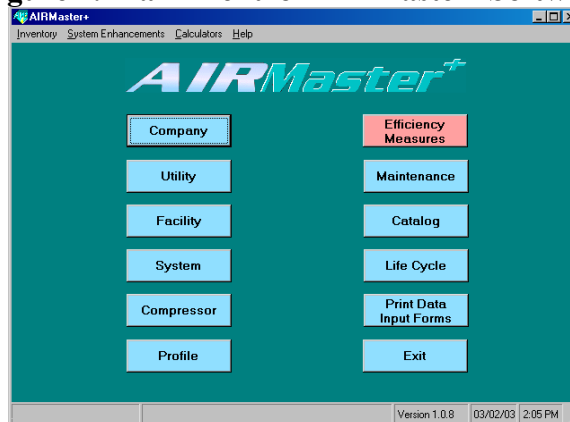 AIRMaster+
Inventory System Enhancements Calculators Help
AIRMaster+
Company
Efficiency
Measures
Utility
Maintenance
Facility
Catalog
System
Life Cycle
Compressor
Print Data
Input Forms
Profile
Exit
Version 1.0.8 03/02/03 2:05 PM